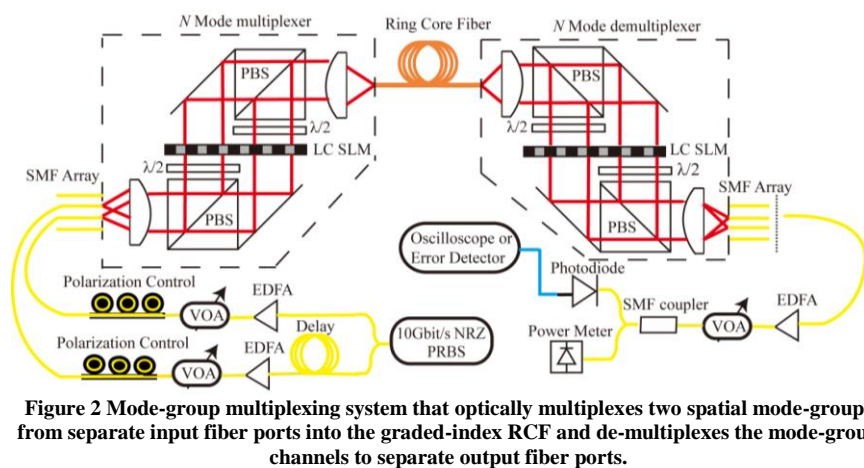 N Mode multiplexer
Ring Core Fiber
N Mode demultiplexer
PBS
PBS
λ/2
λ/2
LC SLM
LC SLM
λ/2
λ/2
SMF Array
SMF Array
PBS
PBS
Oscilloscope or
Error Detector
Photodiode
Polarization Control
EDFA
VOA
SMF coupler
EDFA
VOA
Delay
10Gbit/s NRZ
PRBS
Power Meter
Polarization Control
EDFA
VOA
Figure 2 Mode-group multiplexing system that optically multiplexes two spatial mode-group
from separate input fiber ports into the graded-index RCF and de-multiplexes the mode-grou
channels to separate output fiber ports.